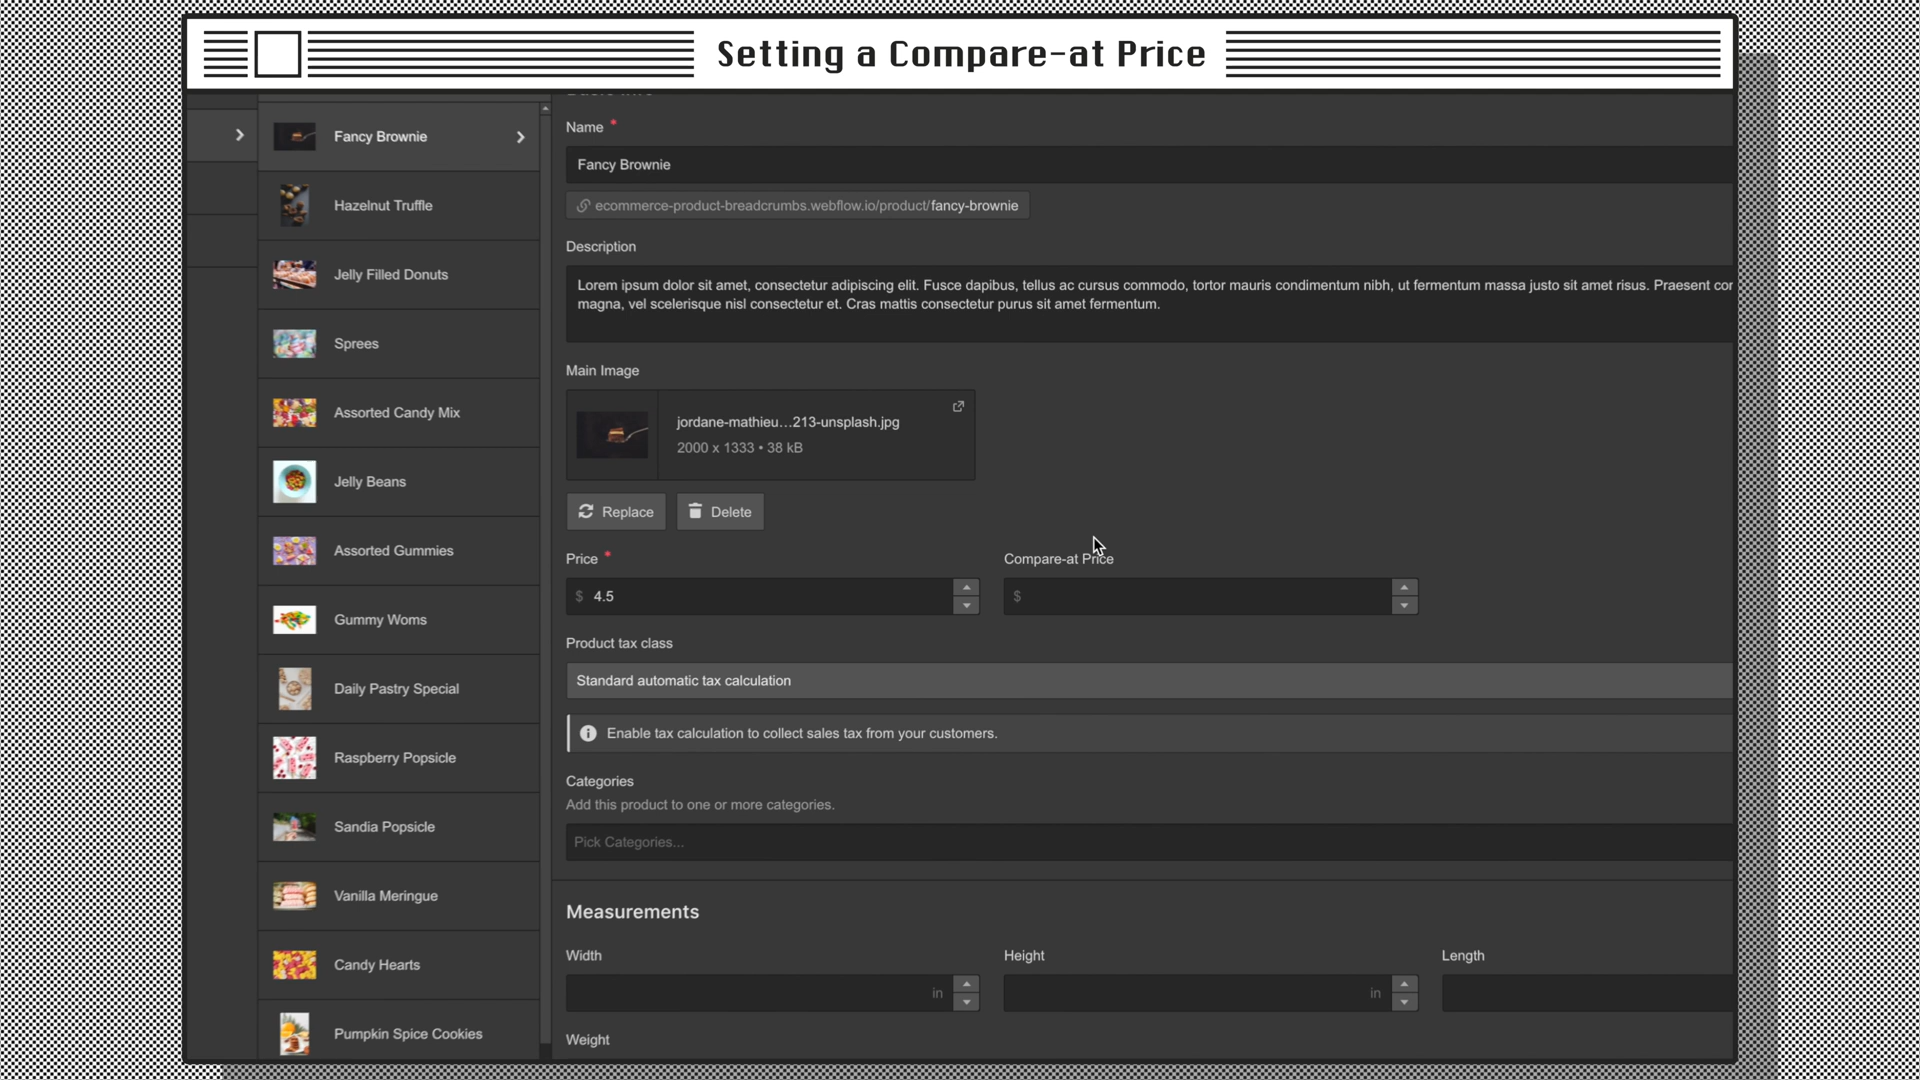 Setting a Compare-at Price
Fancy Brownie
Hazelnut Truffle
Jelly Filled Donuts
Sprees
Assorted Candy Mix
Jelly Beans
Assorted Gummies
Gummy Woms
Daily Pastry Special
Raspberry Popsicle
Sandia Popsicle
Vanilla Meringue
Candy Hearts
Pumpkin Spice Cookies
Name *
Fancy Brownie
ecommerce-product-breadcrumbs.webflow.io/product/fancy-brownie
Description
Lorem ipsum dolor sit amet, consectetur adipiscing elit. Fusce dapibus, tellus ac cursus commodo, tortor mauris condimentum nibh, ut fermentum massa justo sit amet risus. Praesent cor
magna, vel scelerisque nisl consectetur et. Cras mattis consectetur purus sit amet fermentum.
Main Image
jordane-mathieu...213-unsplash.jpg
2000 x 1333 • 38 kB
Replace Delete
Price * Compare-at Price
$ 4.5 $
Product tax class
Standard automatic tax calculation
Enable tax calculation to collect sales tax from your customers.
Categories
Add this product to one or more categories.
Pick Categories...
Measurements
Width Height Length
in in
Weight